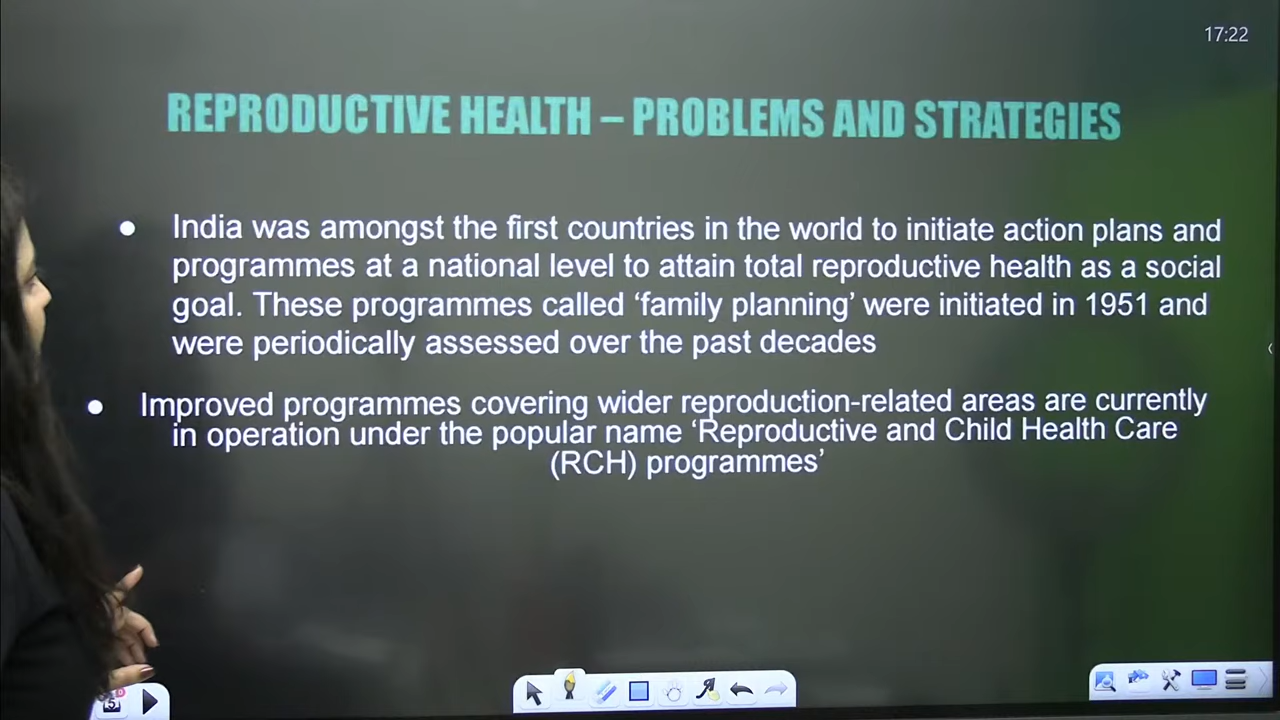 17:22
REPRODUCTIVE HEALTH – PROBLEMS AND STRATEGIES
● India was amongst the first countries in the world to initiate action plans and
programmes at a national level to attain total reproductive health as a social
goal. These programmes called ‘family planning’ were initiated in 1951 and
were periodically assessed over the past decades
● Improved programmes covering wider reproduction-related areas are currently
in operation under the popular name ‘Reproductive and Child Health Care
(RCH) programmes’